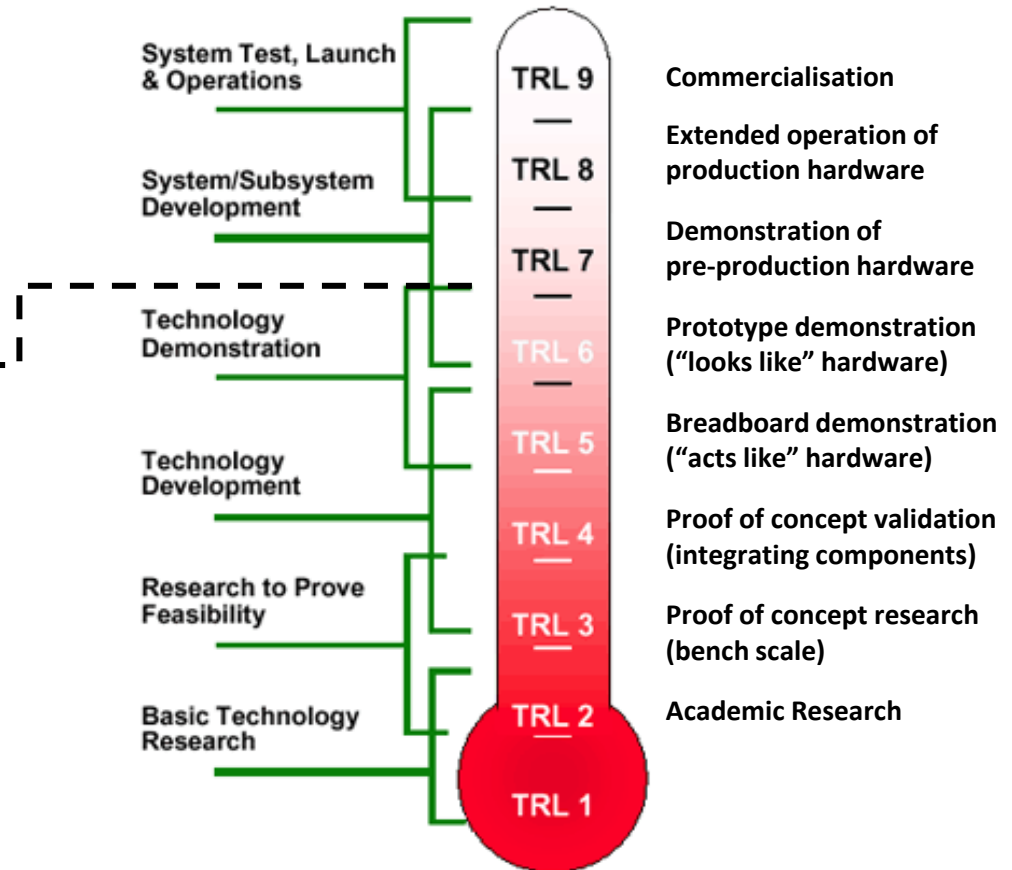 System Test, Launch
& Operations
System/Subsystem
Development
Technology
Demonstration
Technology
Development
Research to Prove
Feasibility
Basic Technology
Research
TRL 9
TRL 8
TRL 7
TRL 6
TRL 5
TRL 4
TRL 3
TRL 2
TRL 1
Commercialisation
Extended operation of
production hardware
Demonstration of
pre-production hardware
Prototype demonstration
(“looks like” hardware)
Breadboard demonstration
(“acts like” hardware)
Proof of concept validation
(integrating components)
Proof of concept research
(bench scale)
Academic Research